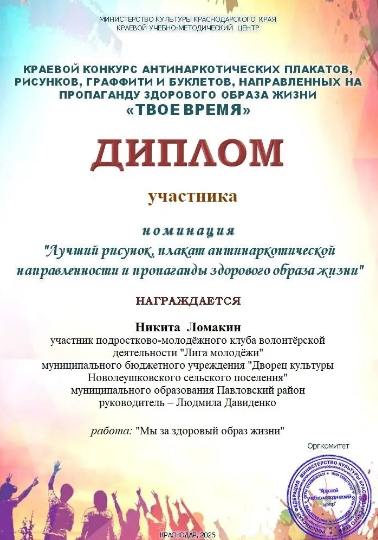 МИНИСТЕРСТВО КУЛЬТУРЫ КРАСНОДАРСКОГО КРАЯ
КРАЕВОЙ УЧЕБНО-МЕТОДИЧЕСКИЙ ЦЕНТР
КРАЕВОЙ КОНКУРС АНТИНАРКОТИЧЕСКИХ ПЛАКАТОВ,
РИСУНКОВ, ГРАФФИТИ И БУКЛЕТОВ, НАПРАВЛЕННЫХ НА
ПРОПАГАНДУ ЗДОРОВОГО ОБРАЗА ЖИЗНИ
«ТВОЕ ВРЕМЯ»
ДИПЛОМ
участника
номинация
"Лучший рисунок, плакат антинаркотической
направленности и пропаганды здорового образа жизни"
НАГРАЖДАЕТСЯ
Никита Ломакин
участник подростково-молодёжного клуба волонтёрской
деятельности "Лига молодёжи"
муниципального бюджетного учреждения "Дворец культуры
Новолеушковского сельского поселения"
муниципального образования Павловский район
руководитель – Людмила Давиденко
работа: "Мы за здоровый образ жизни"
Оргкомитет
КРАСНОДАР, 2025